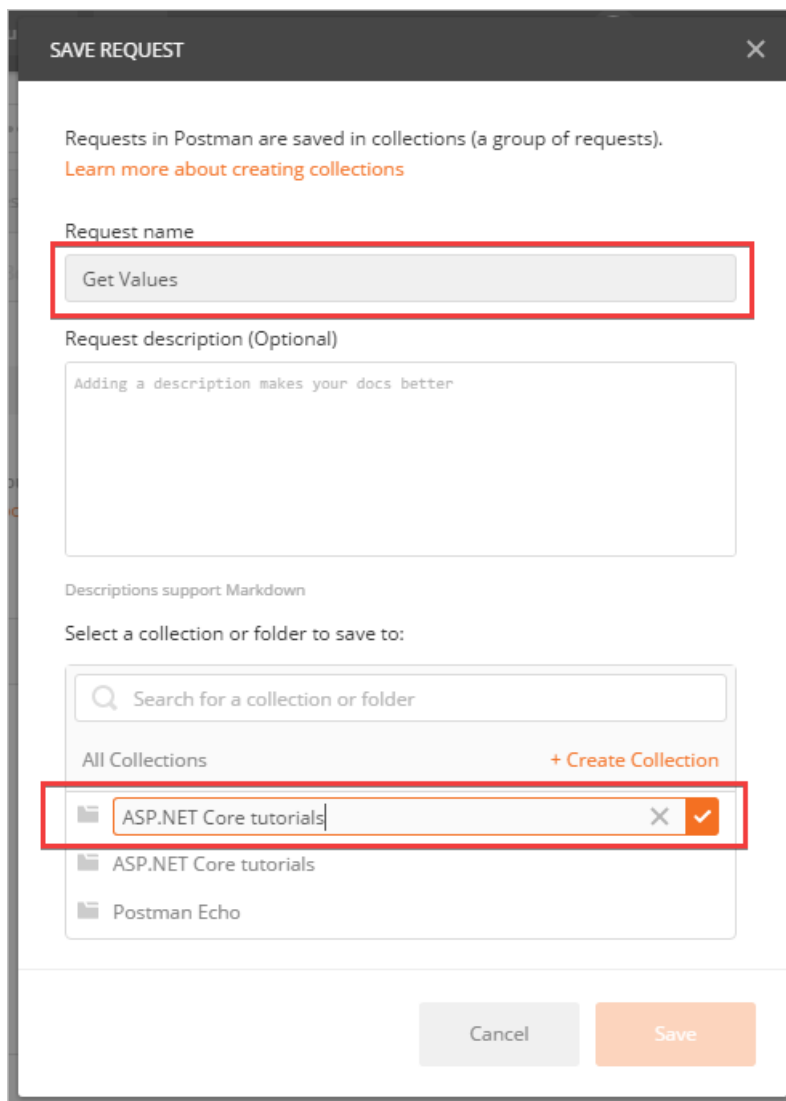 SAVE REQUEST
Requests in Postman are saved in collections (a group of requests).
Learn more about creating collections
Request name
Get Values
Request description (Optional)
Adding a description makes your docs better
Descriptions support Markdown
Select a collection or folder to save to:
Search for a collection or folder
All Collections + Create Collection
ASP.NET Core tutorials
ASP.NET Core tutorials
Postman Echo
Cancel Save